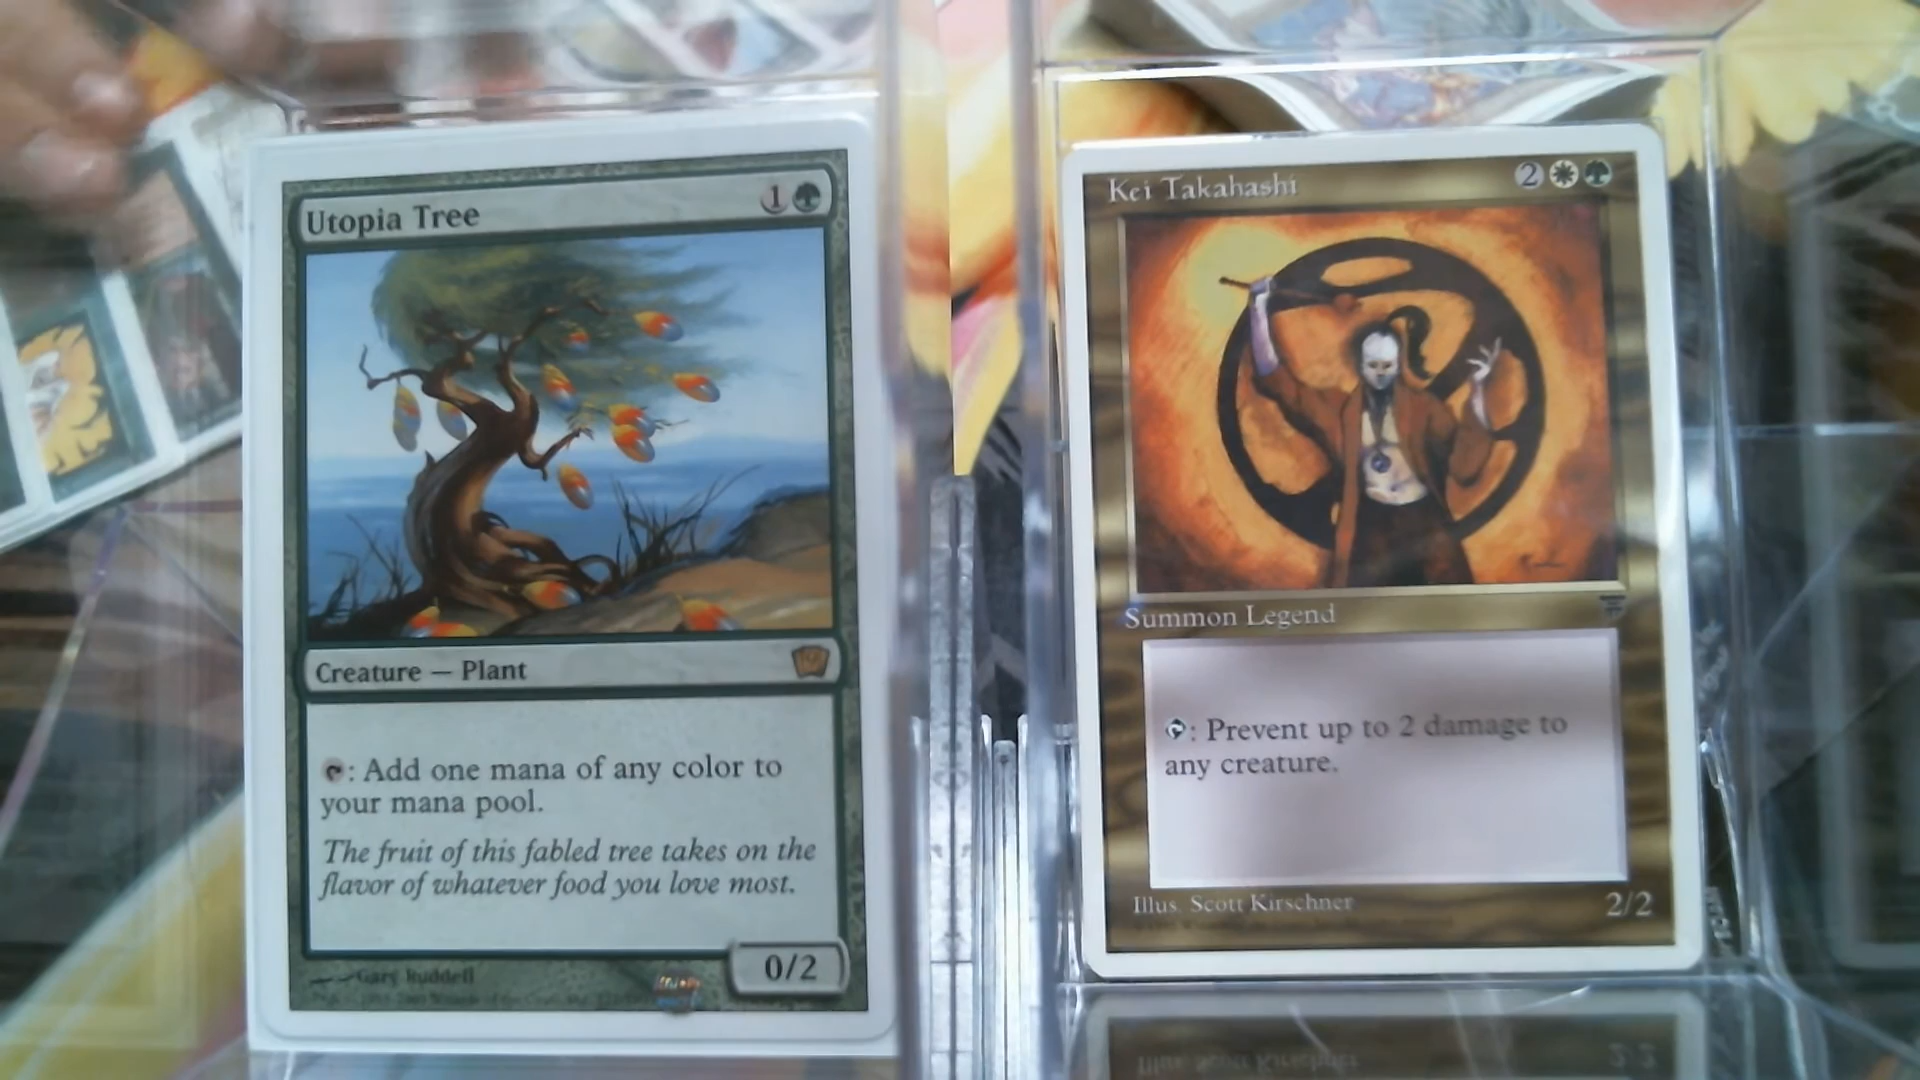 Utopia Tree 1
Creature — Plant
: Add one mana of any color to
your mana pool.
The fruit of this fabled tree takes on the
flavor of whatever food you love most.
Gary Ruddell
0/2
Kei Takahashi 2
Summon Legend
: Prevent up to 2 damage to
any creature.
Illus. Scott Kirschner
2/2